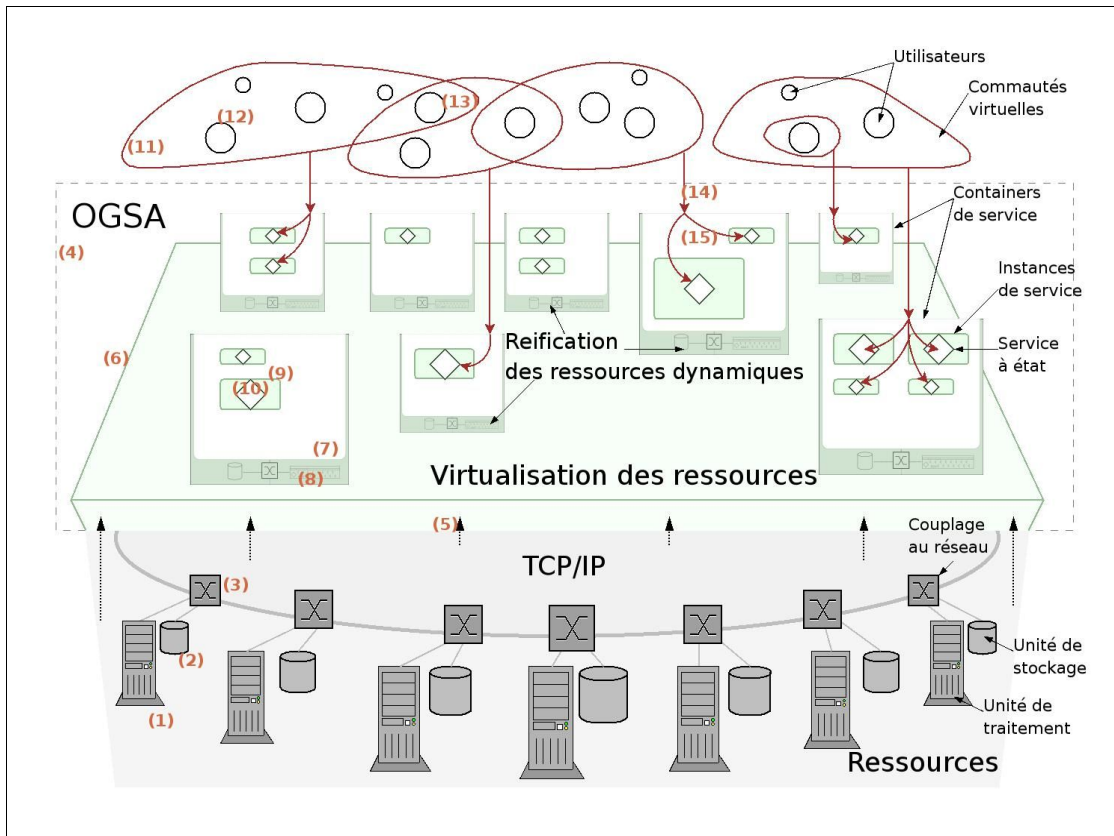 Utilisateurs
Commautés
virtuelles
(13)
(12)
(11)
(14)
OGSA
Containers
de service
(4)
(15)
Instances
de service
Reification
des ressources dynamiques
Service
à état
(6)
(9)
(10)
(7)
(8)
Virtualisation des ressources
(5)
Couplage
au réseau
TCP/IP
(3)
(2)
Unité de
stockage
(1)
Unité de
traitement
Ressources